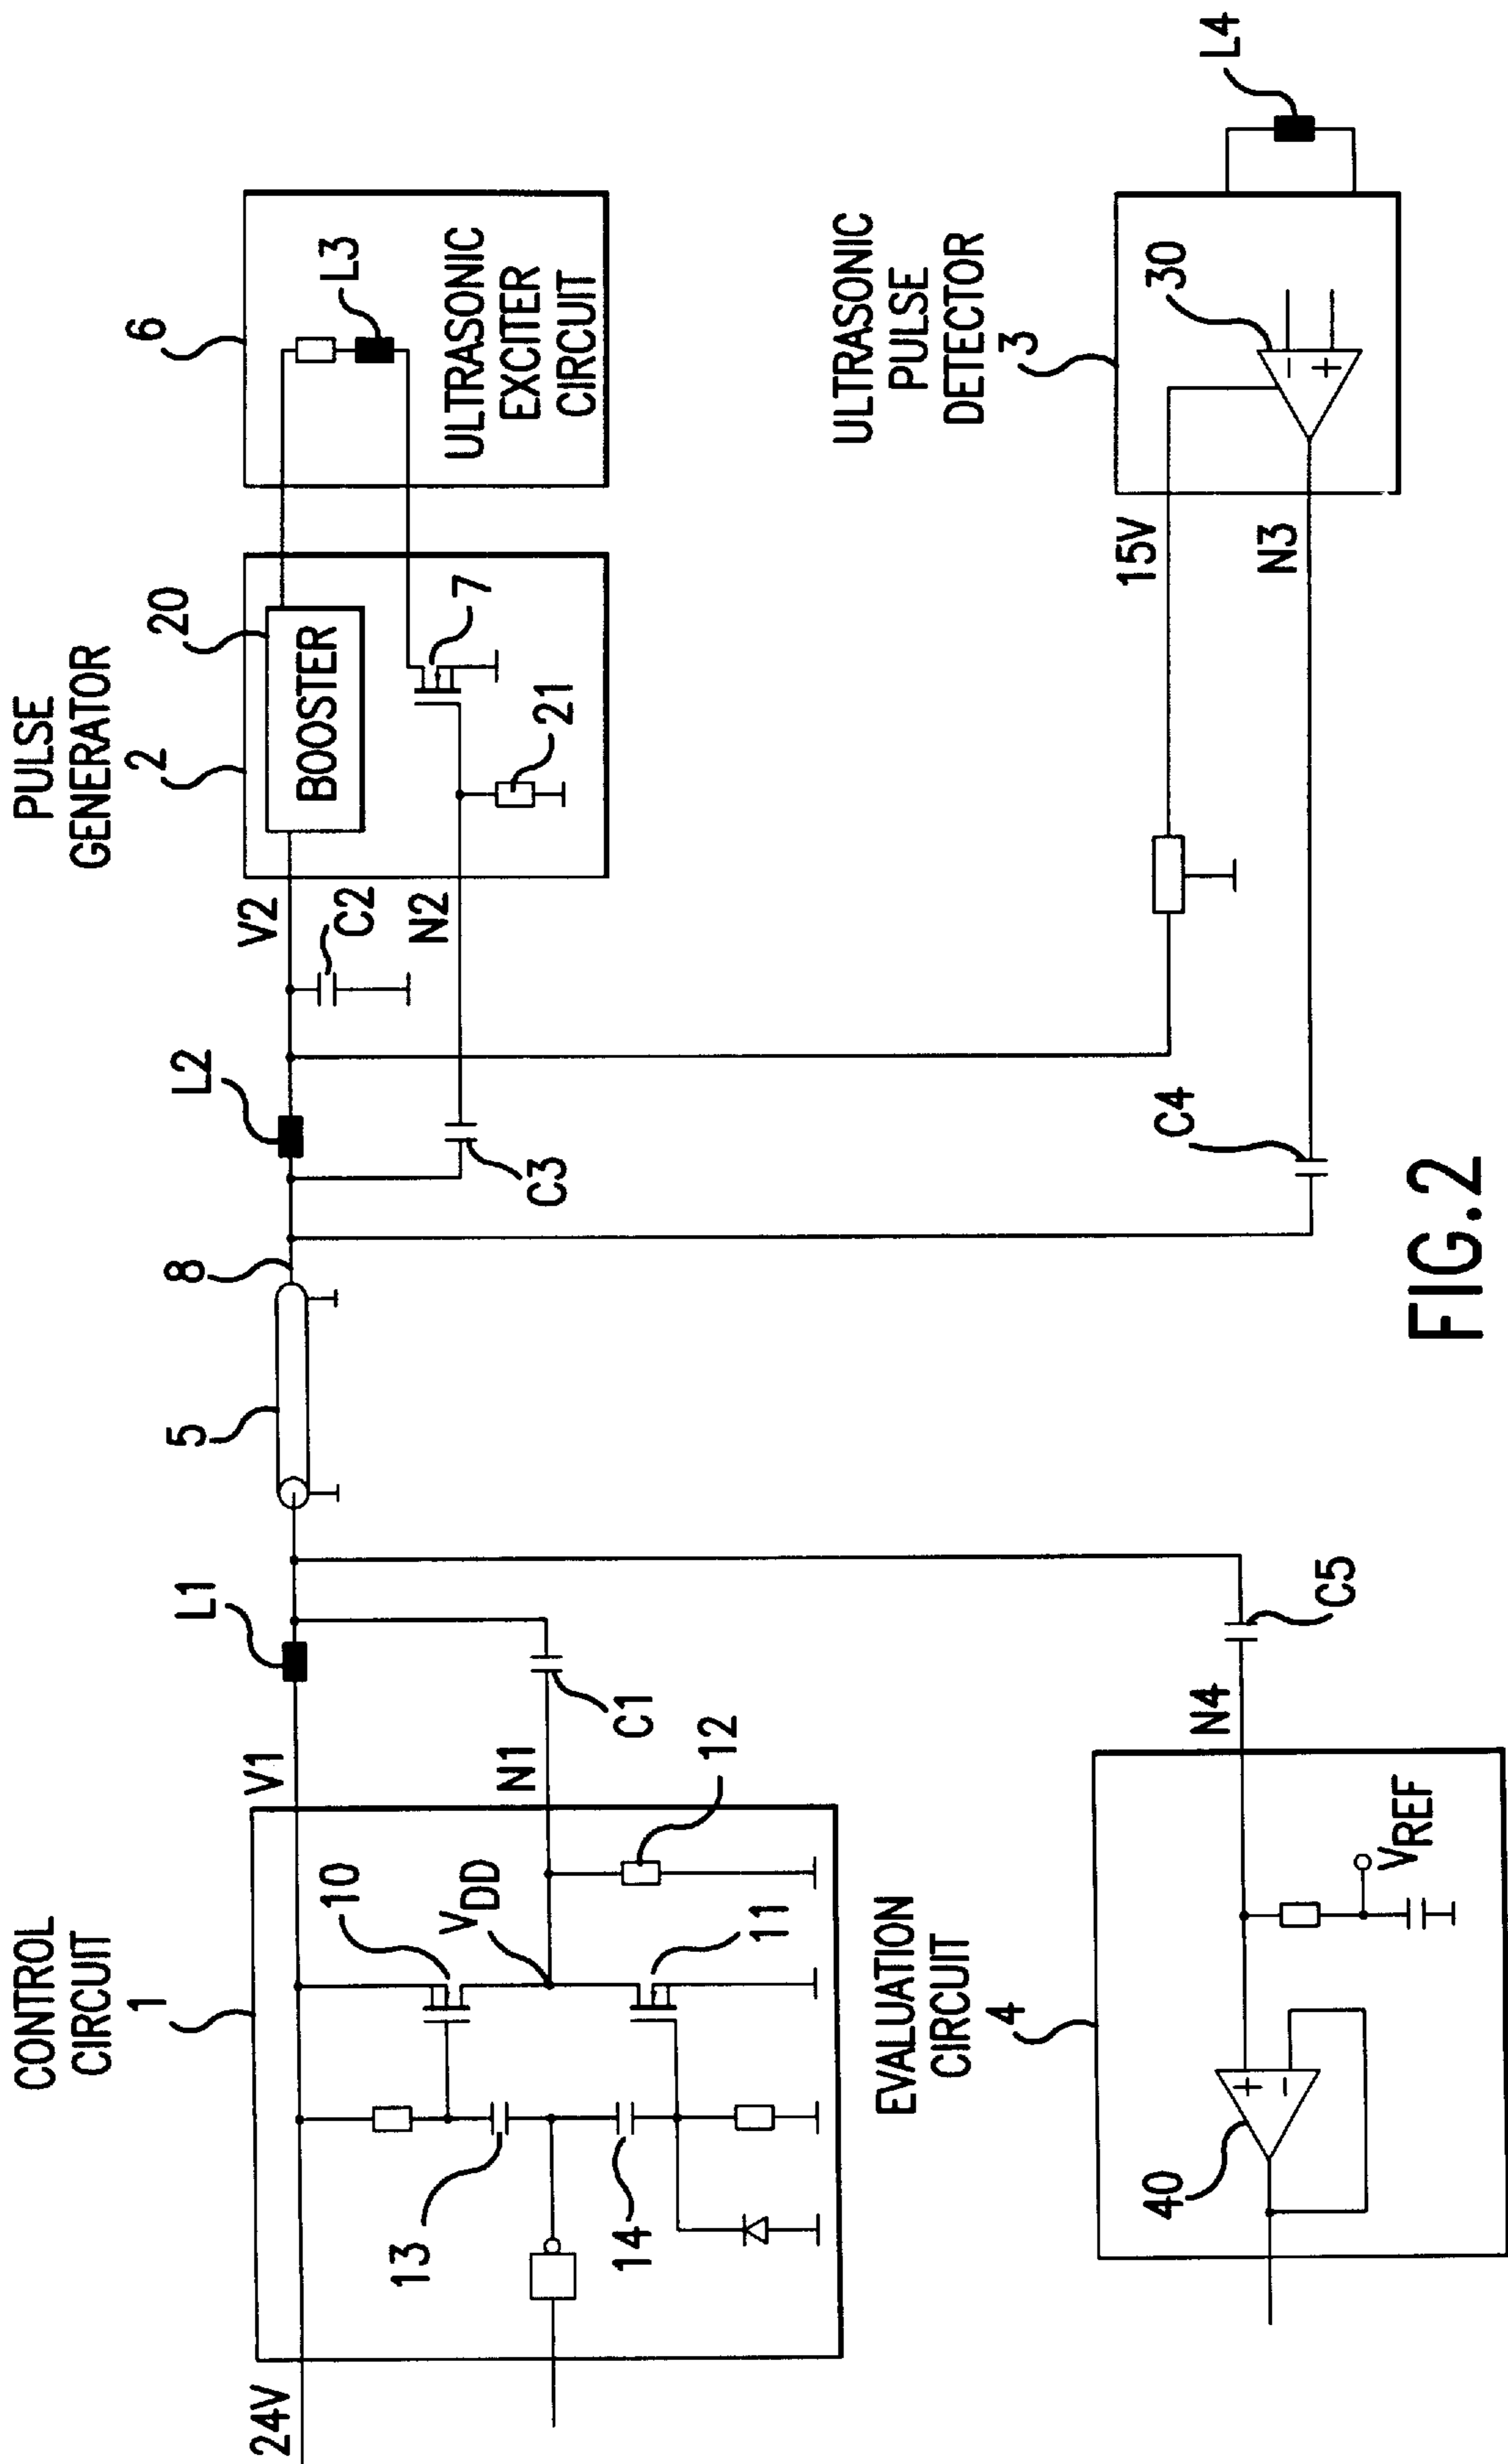 CONTROL
CIRCUIT
1
24V
V1
10
VDD
11
12
13
14
N1
C1
L1
5
8
L2
C3
V2
C2
N2
PULSE
GENERATOR
2
20
BOOSTER
7
21
6
L3
ULTRASONIC
EXCITER
CIRCUIT
EVALUATION
CIRCUIT
4
40
+
−
VREF
N4
C5
C4
15V
N3
ULTRASONIC
PULSE
DETECTOR
3
30
−
+
L4
FIG.2